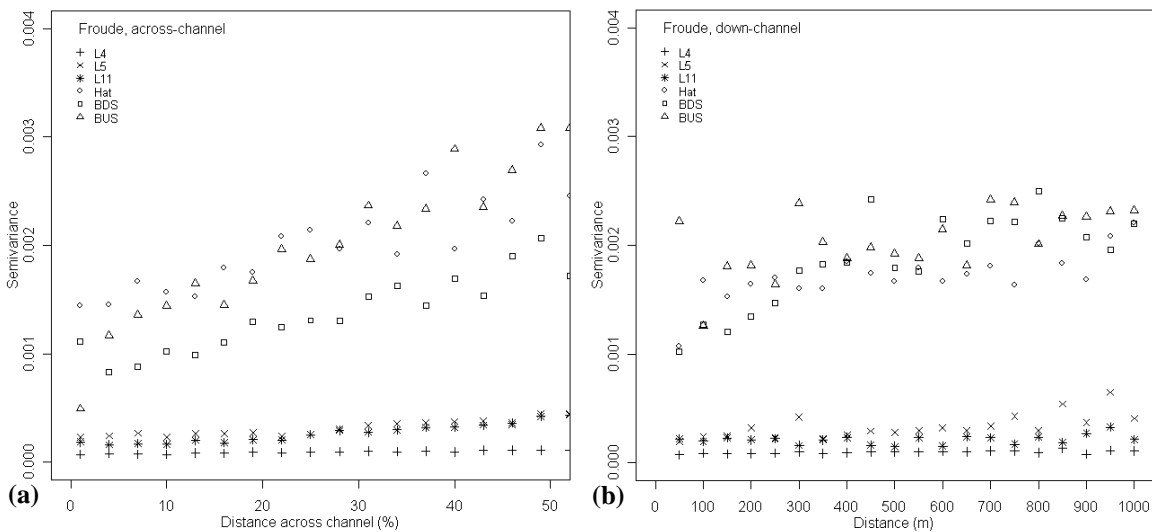 Froude, across-channel
L4
L5
L11
Hat
BDS
BUS
Semivariance
0.004
0.003
0.002
0.001
0.000
0 10 20 30 40 50
Distance across channel (%)
(a)
Froude, down-channel
L4
L5
L11
Hat
BDS
BUS
Semivariance
0.004
0.003
0.002
0.001
0.000
0 100 200 300 400 500 600 700 800 900 1000
Distance (m)
(b)